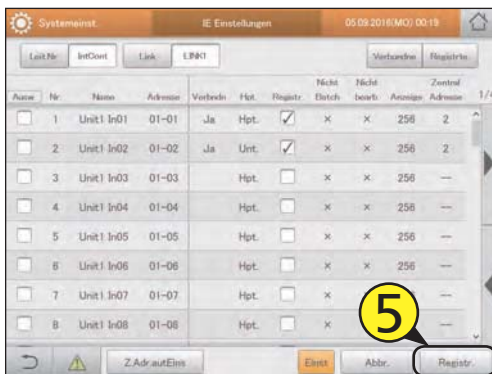 Systemeinst. IE Einstellungen 05.09.2016(MO) 00:19
Leit.Nr IntCont Link LINK1 Verbundne Registrte
Nicht Nicht Zentral
Ausw Nr. Name Adresse Verbndn Hpt. Registr bearb. Anzeige Adresse 1/4
1 Unit1 In01 01-01 Ja Hpt. ✓ × × 256 2
2 Unit1 In02 01-02 Ja Unt. ✓ × × 256 2
3 Unit1 In03 01-03 Hpt. × × 256 ---
4 Unit1 In04 01-04 Hpt. × × 256 ---
5 Unit1 In05 01-05 Hpt. × × 256 ---
6 Unit1 In06 01-06 Hpt. × × 256 ---
7 Unit1 In07 01-07 Hpt. × ---
8 Unit1 In08 01-08 Hpt. × ---
5
Z.Adr.autEins Einst Abbr. Registr.